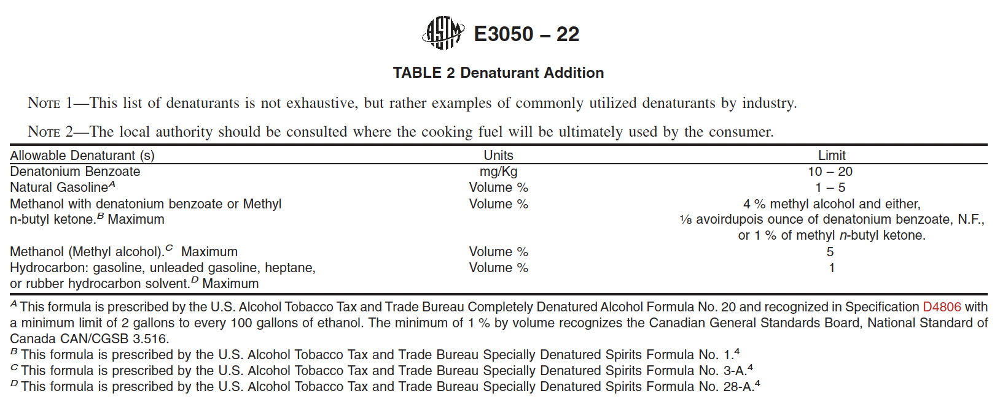 ASTM E3050 – 22
TABLE 2 Denaturant Addition
NOTE 1—This list of denaturants is not exhaustive, but rather examples of commonly utilized denaturants by industry.
NOTE 2—The local authority should be consulted where the cooking fuel will be ultimately used by the consumer.
Allowable Denaturant (s) Units Limit
Denatonium Benzoate mg/Kg 10 – 20
Natural Gasoline^A Volume % 1 – 5
Methanol with denatonium benzoate or Methyl Volume % 4 % methyl alcohol and either,
n-butyl ketone.^B Maximum ⅛ avoirdupois ounce of denatonium benzoate, N.F.,
or 1 % of methyl n-butyl ketone.
Methanol (Methyl alcohol).^C Maximum Volume % 5
Hydrocarbon: gasoline, unleaded gasoline, heptane, Volume % 1
or rubber hydrocarbon solvent.^D Maximum
^A This formula is prescribed by the U.S. Alcohol Tobacco Tax and Trade Bureau Completely Denatured Alcohol Formula No. 20 and recognized in Specification D4806 with
a minimum limit of 2 gallons to every 100 gallons of ethanol. The minimum of 1 % by volume recognizes the Canadian General Standards Board, National Standard of
Canada CAN/CGSB 3.516.
^B This formula is prescribed by the U.S. Alcohol Tobacco Tax and Trade Bureau Specially Denatured Spirits Formula No. 1.^4
^C This formula is prescribed by the U.S. Alcohol Tobacco Tax and Trade Bureau Specially Denatured Spirits Formula No. 3-A.^4
^D This formula is prescribed by the U.S. Alcohol Tobacco Tax and Trade Bureau Specially Denatured Spirits Formula No. 28-A.^4